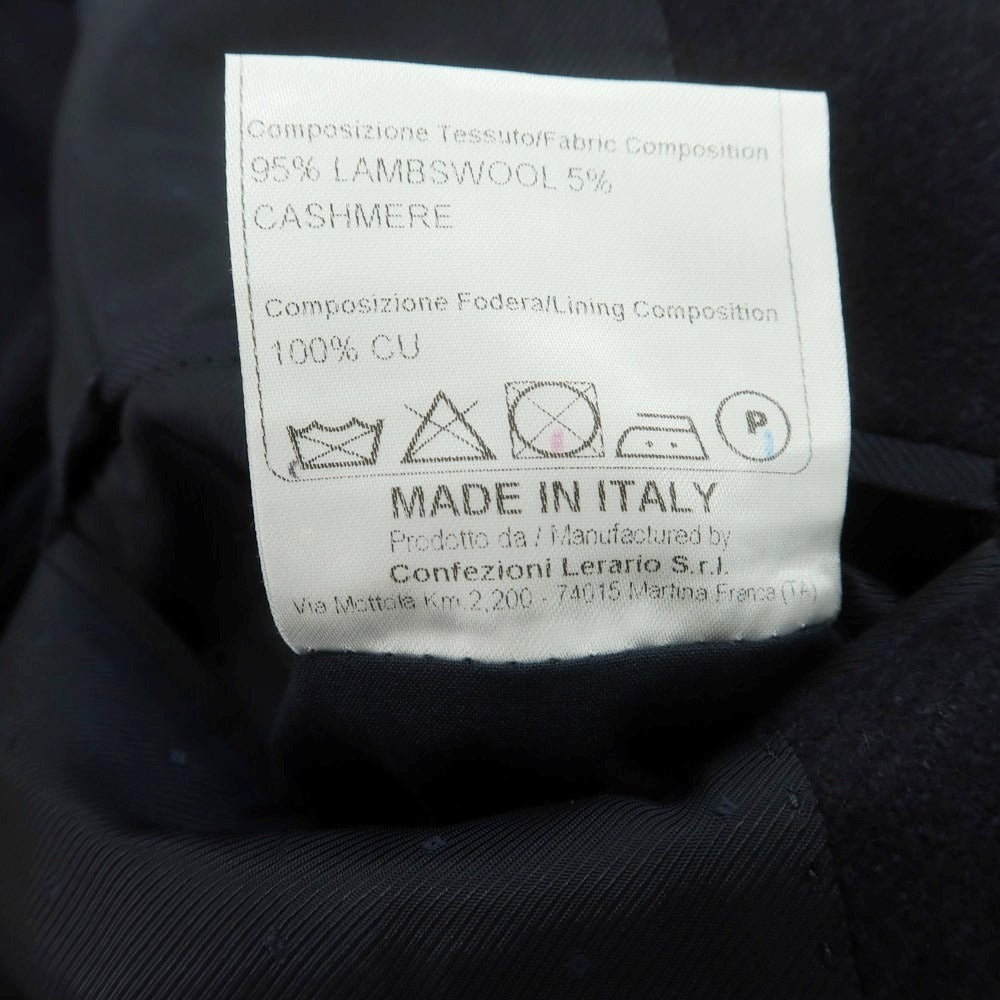 Composizione Tessuto/Fabric Composition
95% LAMBSWOOL 5%
CASHMERE
Composizione Fodera/Lining Composition
100% CU
P
MADE IN ITALY
Prodotto da / Manufactured by
Confezioni Lerario S.r.l.
Via Mottola Km 2,200 - 74015 Martina Franca (TA)